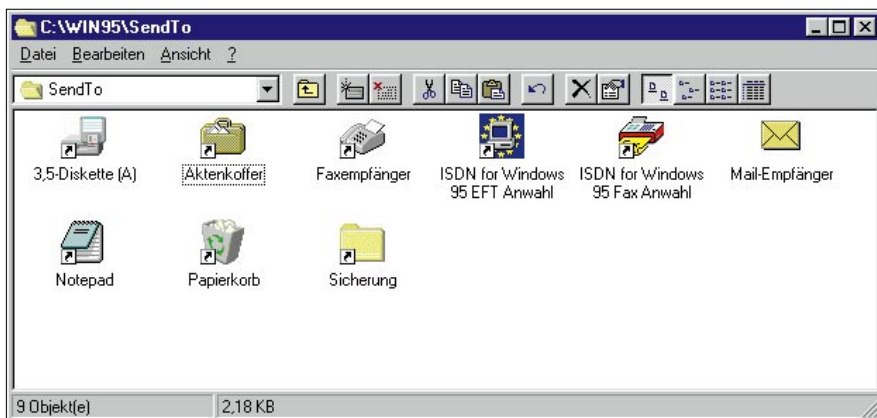 C:\WIN95\SendTo
Datei Bearbeiten Ansicht ?
SendTo
3,5-Diskette (A)
Aktenkoffer
Faxempfänger
ISDN for Windows
95 EFT Anwahl
ISDN for Windows
95 Fax Anwahl
Mail-Empfänger
Notepad
Papierkorb
Sicherung
9 Objekt(e)
2,18 KB